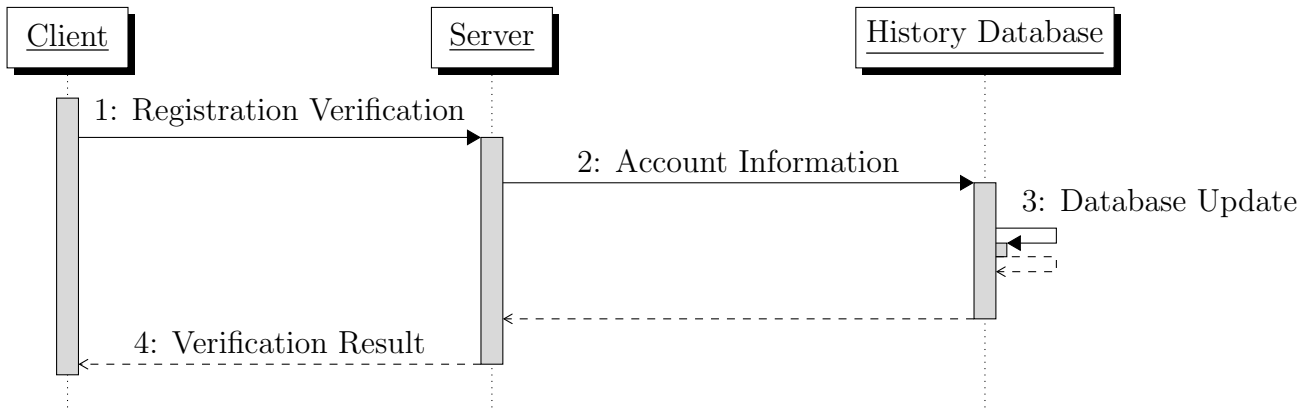 Client
Server
History Database
1: Registration Verification
2: Account Information
3: Database Update
4: Verification Result